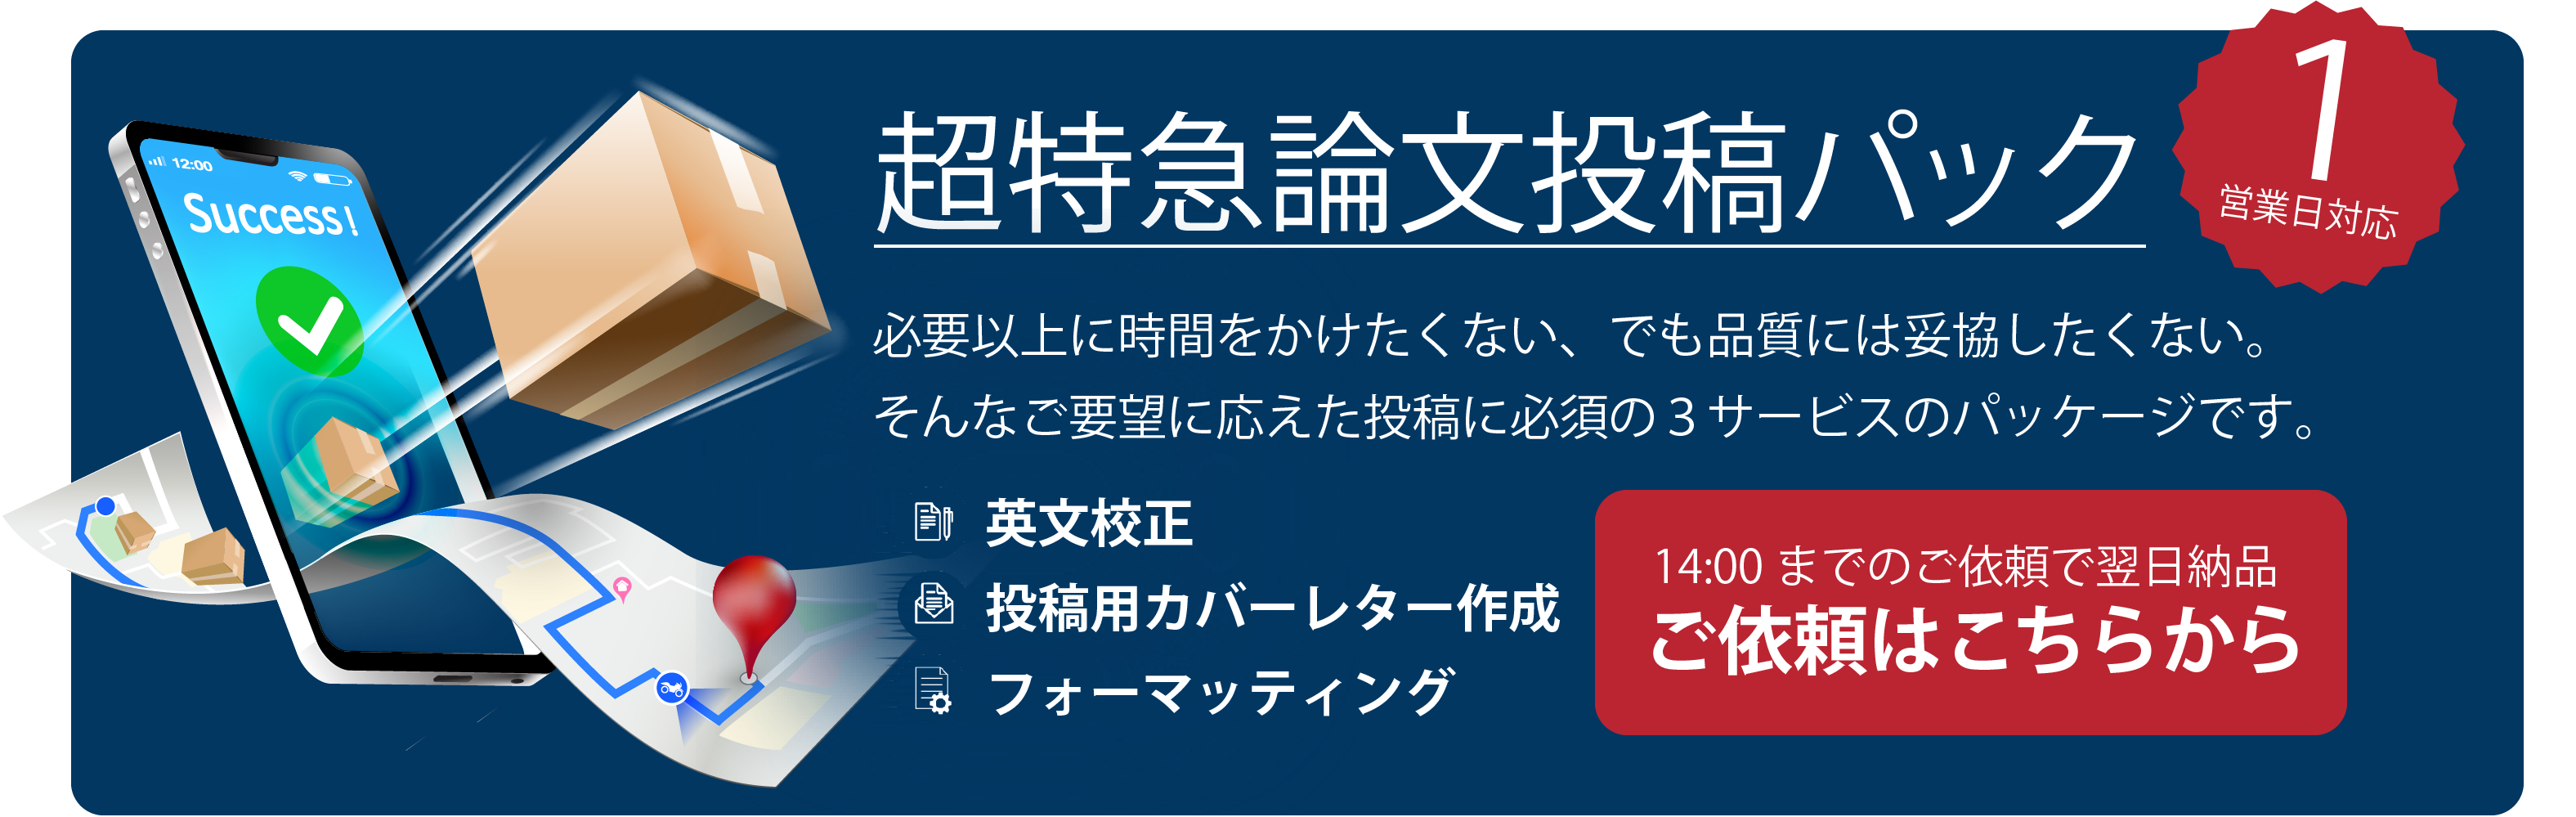 12:00
Success!
超特急論文投稿パック
1
営業日対応
必要以上に時間をかけたくない、でも品質には妥協したくない。
そんなご要望に応えた投稿に必須の3サービスのパッケージです。
英文校正
投稿用カバーレター作成
フォーマッティング
14:00 までのご依頼で翌日納品
ご依頼はこちらから